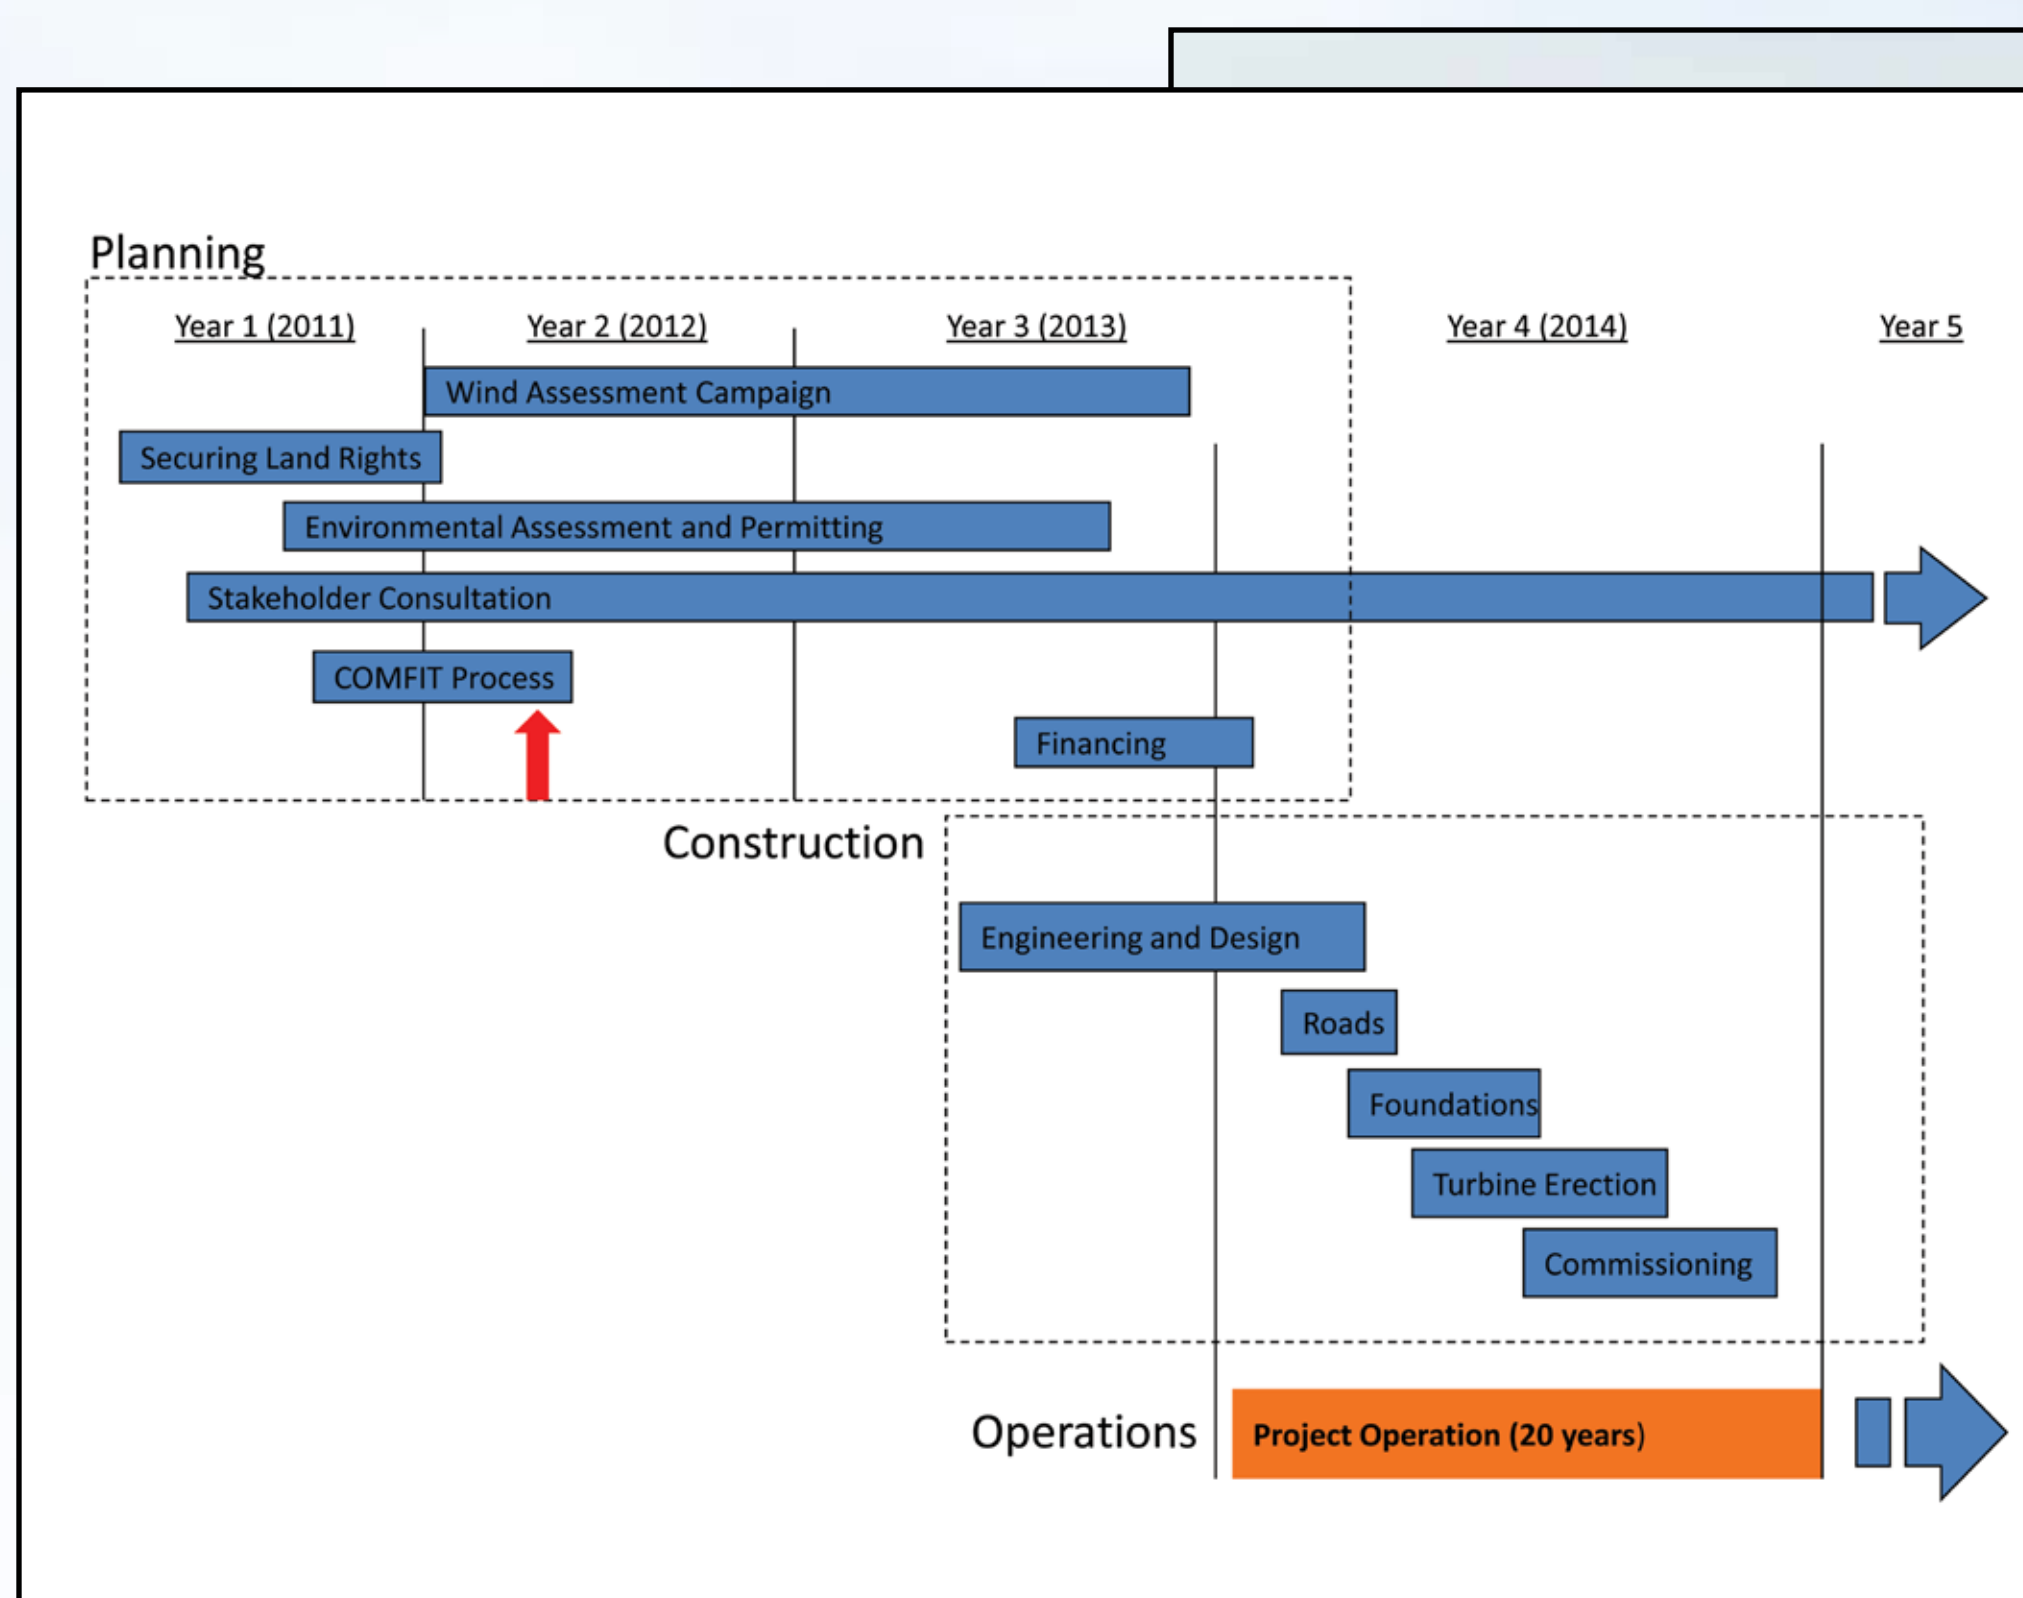 Planning
Year 1 (2011)
Year 2 (2012)
Year 3 (2013)
Year 4 (2014)
Year 5
Wind Assessment Campaign
Securing Land Rights
Environmental Assessment and Permitting
Stakeholder Consultation
COMFIT Process
Financing
Construction
Engineering and Design
Roads
Foundations
Turbine Erection
Commissioning
Operations
Project Operation (20 years)